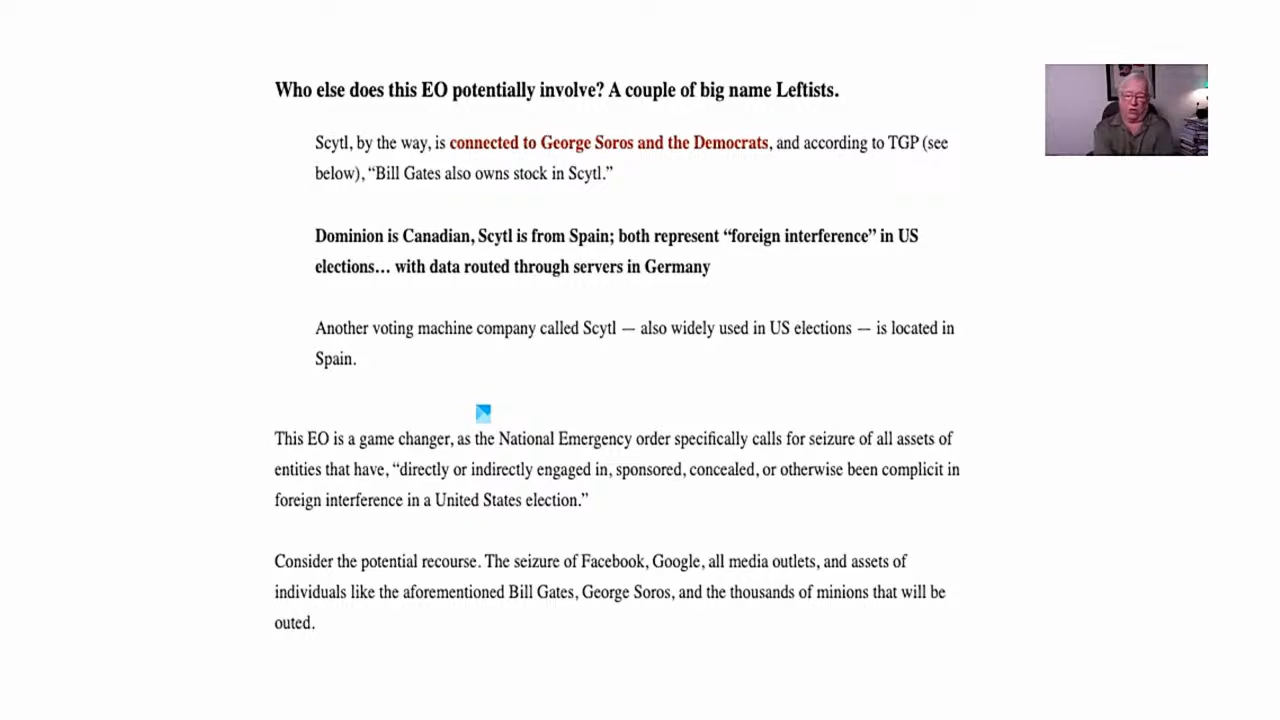 Who else does this EO potentially involve? A couple of big name Leftists.
Scytl, by the way, is connected to George Soros and the Democrats, and according to TGP (see
below), “Bill Gates also owns stock in Scytl.”
Dominion is Canadian, Scytl is from Spain; both represent “foreign interference” in US
elections… with data routed through servers in Germany
Another voting machine company called Scytl — also widely used in US elections — is located in
Spain.
This EO is a game changer, as the National Emergency order specifically calls for seizure of all assets of
entities that have, “directly or indirectly engaged in, sponsored, concealed, or otherwise been complicit in
foreign interference in a United States election.”
Consider the potential recourse. The seizure of Facebook, Google, all media outlets, and assets of
individuals like the aforementioned Bill Gates, George Soros, and the thousands of minions that will be
outed.